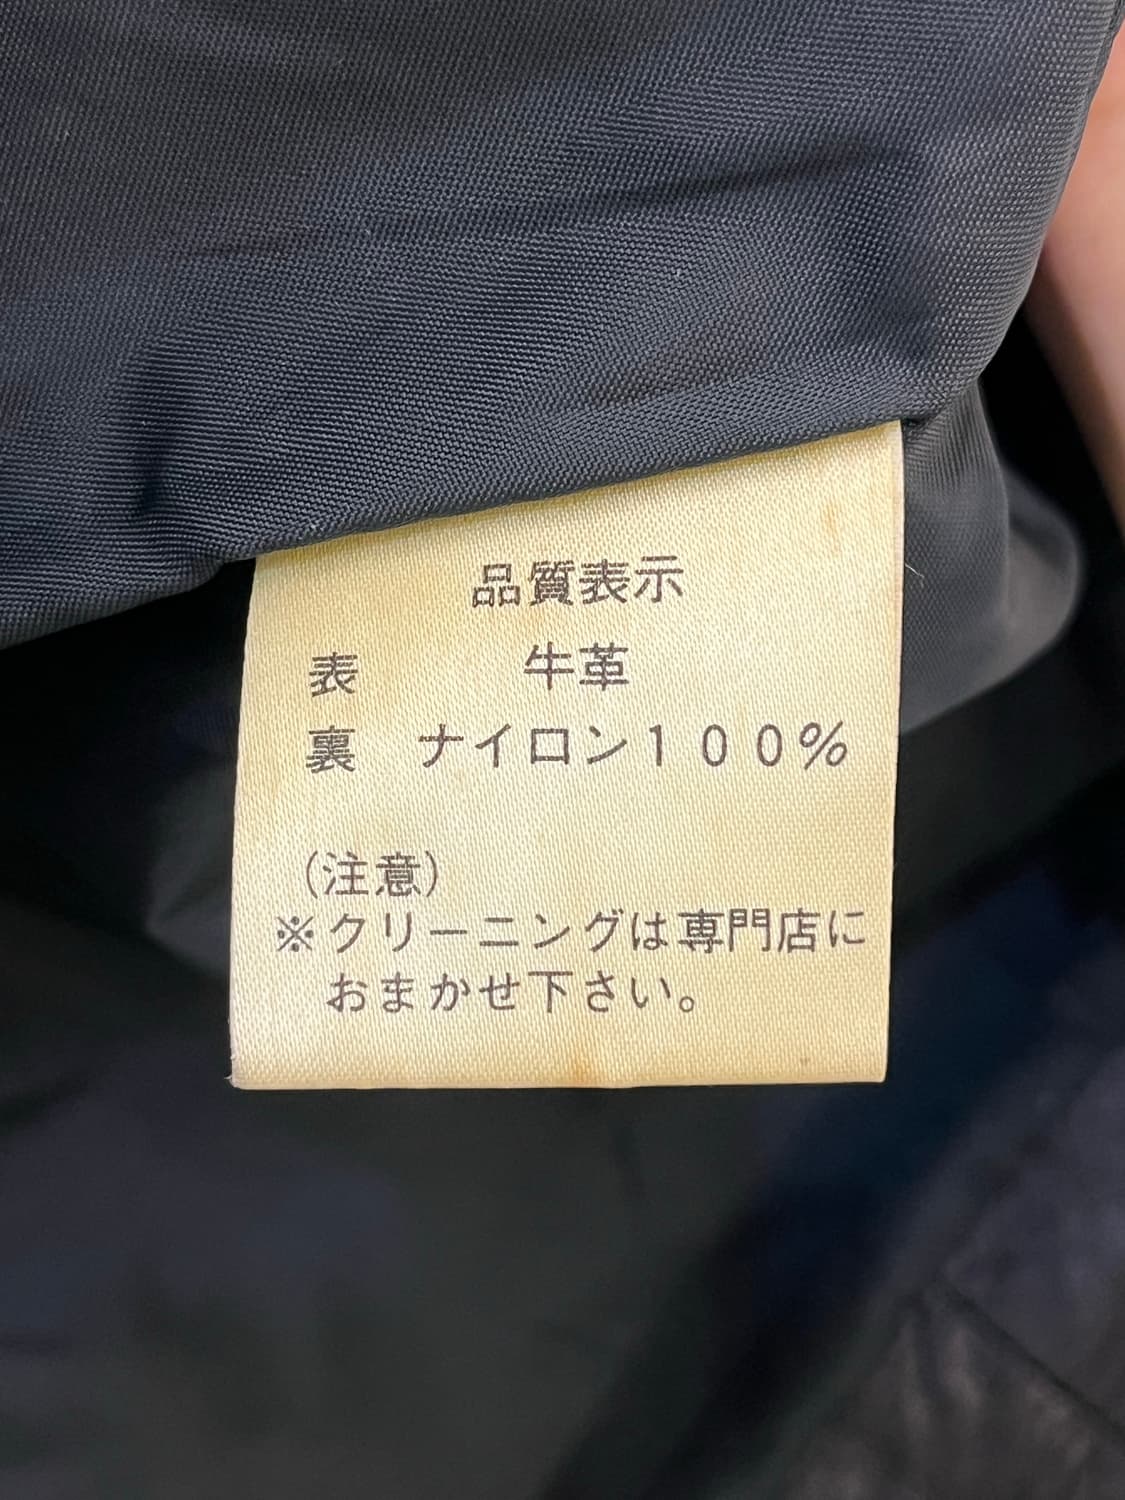 品質表示
表 牛革
裏 ナイロン１００％
(注意)
※クリーニングは専門店に
おまかせ下さい。